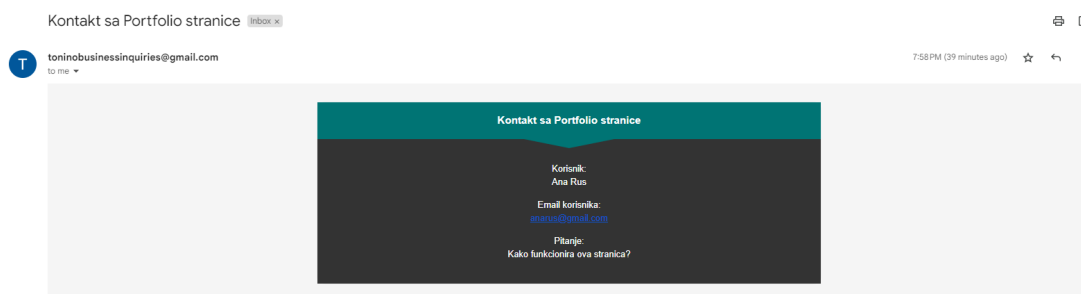 Kontakt sa Portfolio stranice Inbox ×
T
toninobusinessinquiries@gmail.com
7:58 PM (39 minutes ago)
to me
Kontakt sa Portfolio stranice
Korisnik:
Ana Rus
Email korisnika:
anarus@gmail.com
Pitanje:
Kako funkcionira ova stranica?